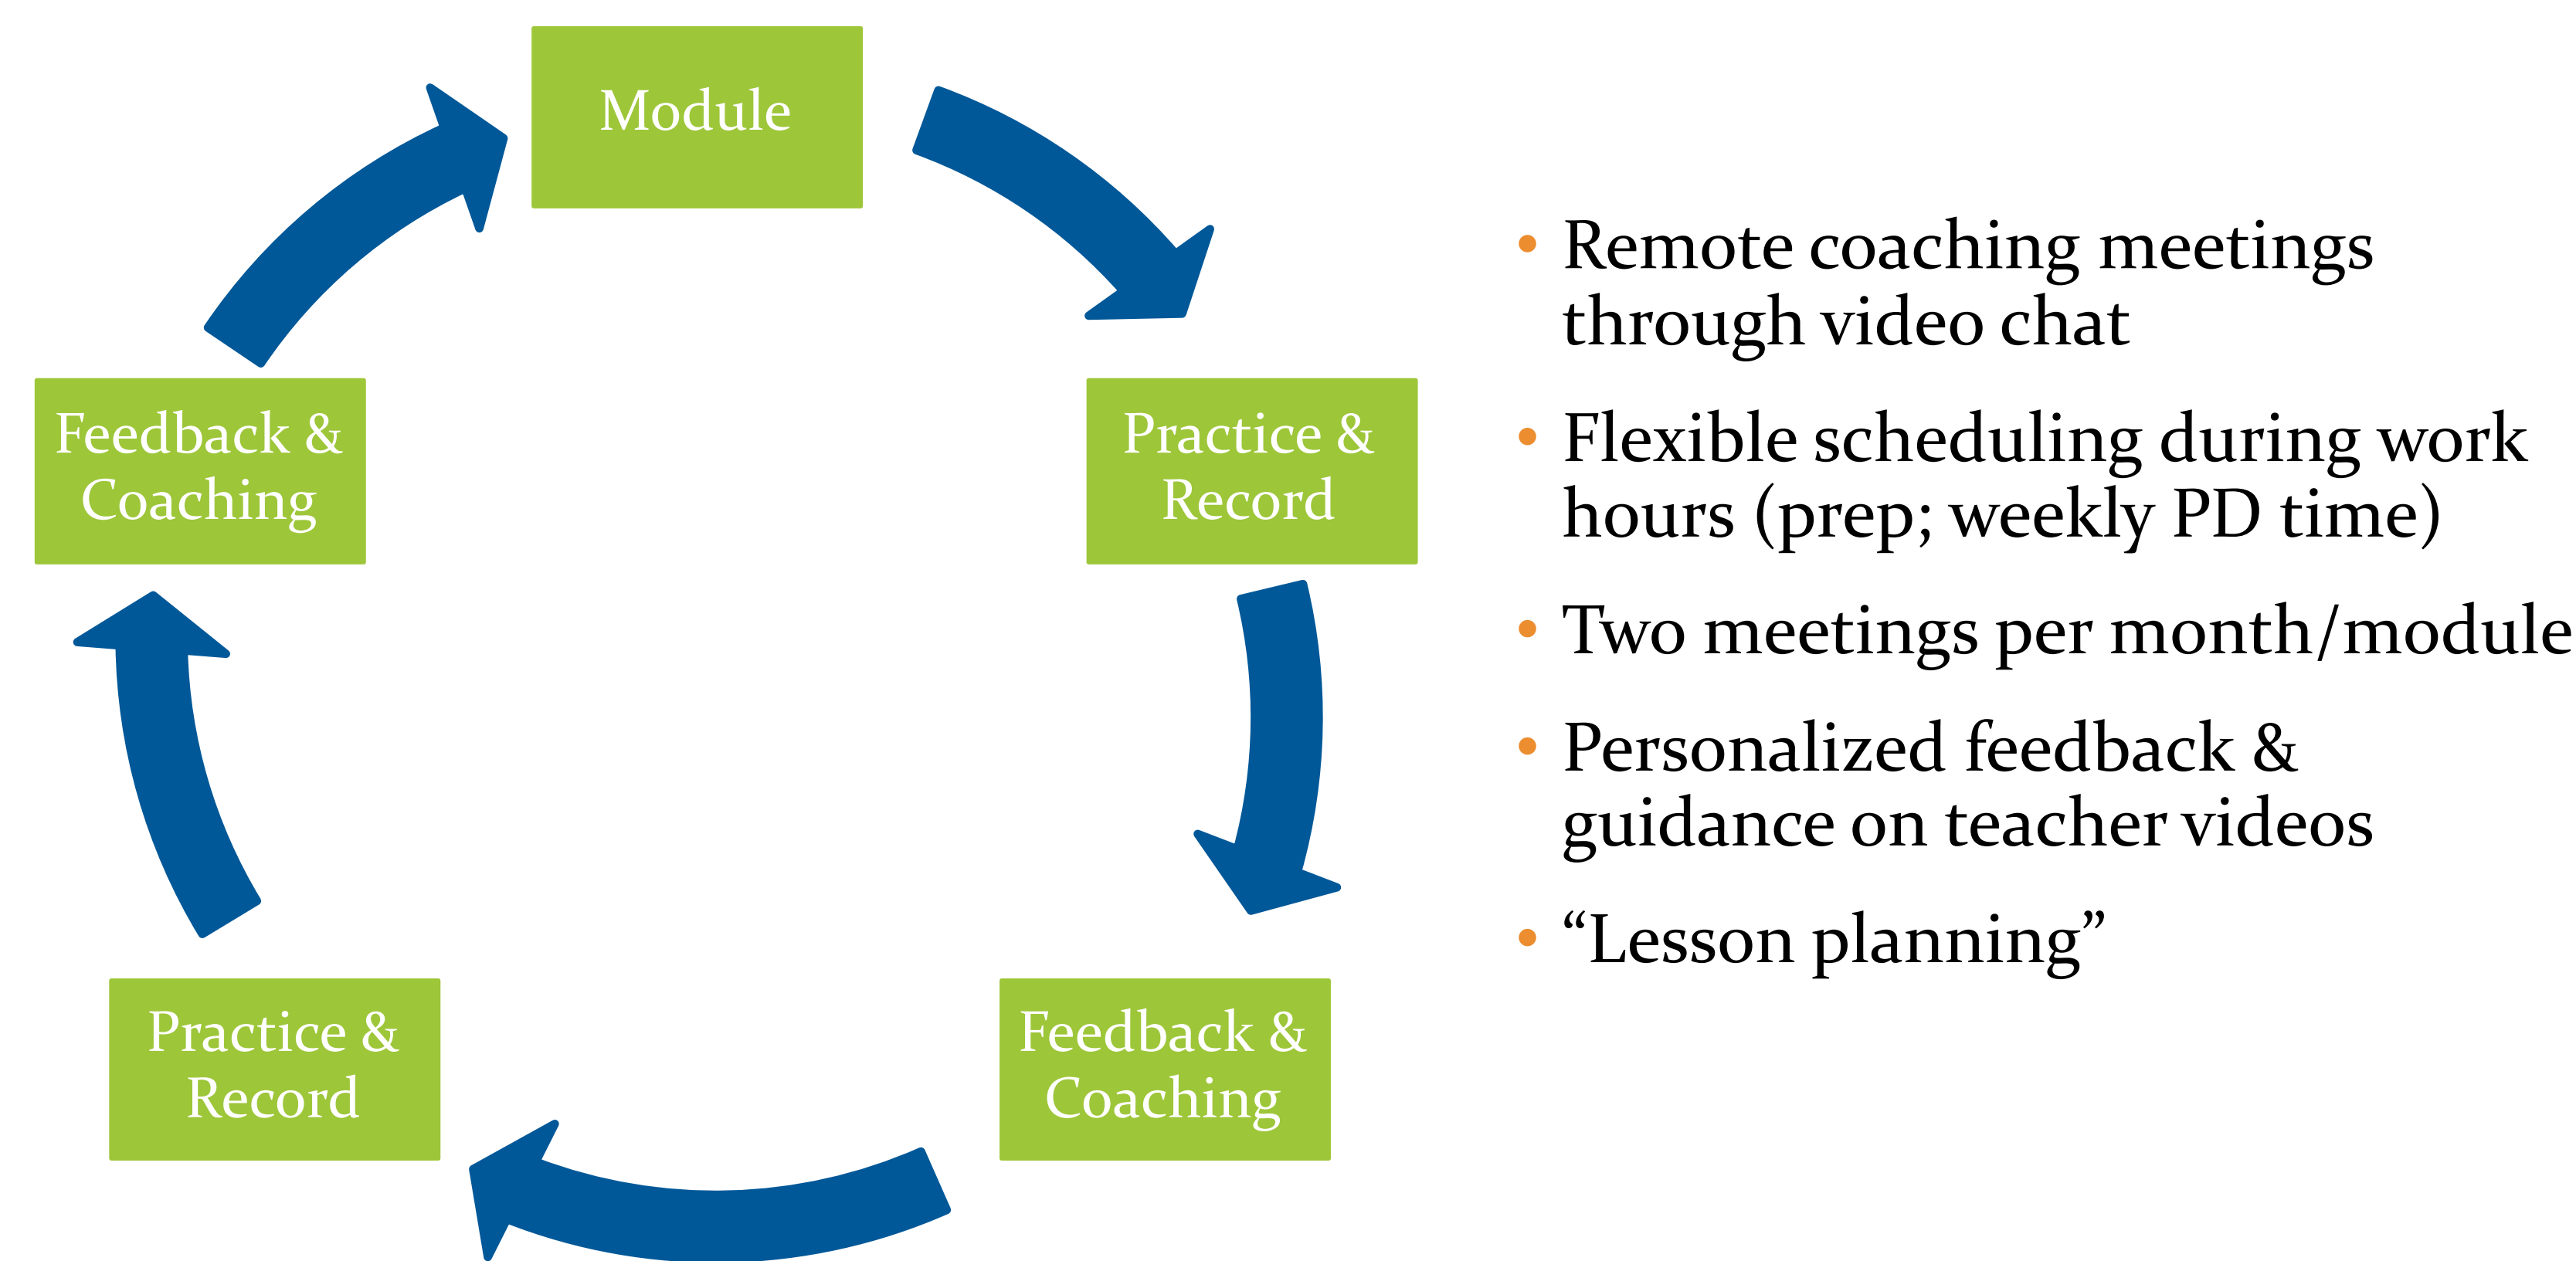 Module
Practice &
Record
Feedback &
Coaching
Practice &
Record
Feedback &
Coaching
• Remote coaching meetings
through video chat
• Flexible scheduling during work
hours (prep; weekly PD time)
• Two meetings per month/module
• Personalized feedback &
guidance on teacher videos
• “Lesson planning”